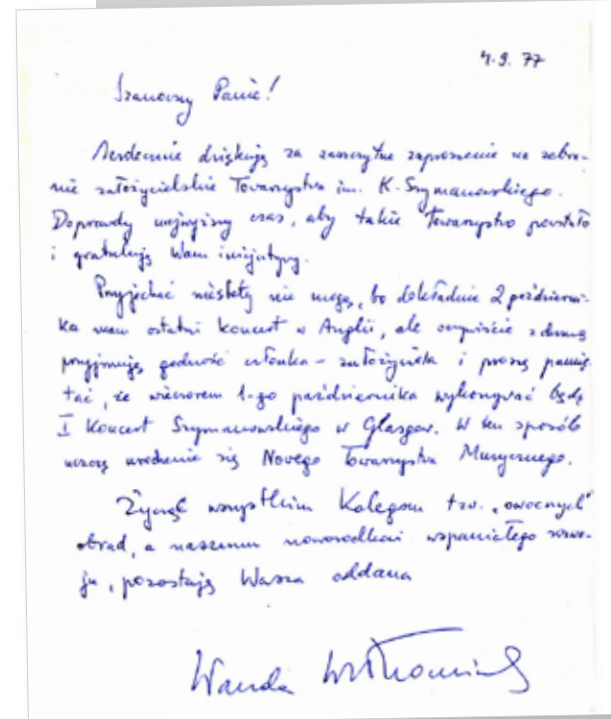 4.9.77
Szanowny Panie!
Serdecznie dziękuję za zaszczytne zaproszenie na zebra-
nie założycielskie Towarzystwa im. K. Szymanowskiego.
Doprawdy najwyższy czas, aby takie Towarzystwo powstało
i gratuluję Wam inicjatywy.
Przyjechać niestety nie mogę, bo dokładnie 2 październi-
ka mam ostatni koncert w Anglii, ale oczywiście z dumą
przyjmuję godność członka - założyciela i proszę pamię-
tać, że wieczorem 1-go października wykonywać będę
I Koncert Szymanowskiego w Glasgow. W ten sposób
uczczę urodzenie się Nowego Towarzystwa Muzycznego.
Życząc wszystkim Kolegom tzw. "owocnych"
obrad, a naszemu noworodkowi wspaniałego rozwo-
ju, pozostaję Wasza oddana
Wanda Wiłkomirska